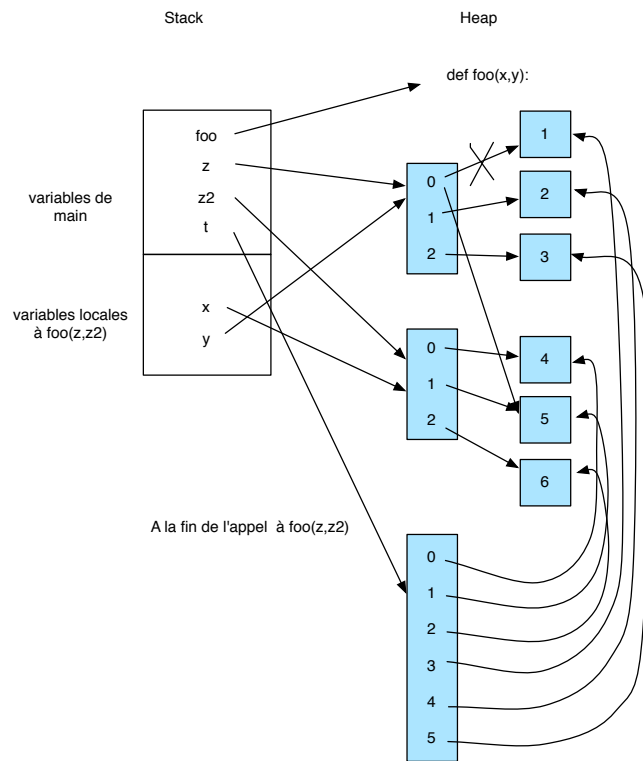 Stack
Heap
def foo(x,y):
foo
z
z2
t
variables de
main
variables locales
à foo(z,z2)
x
y
0
1
2
1
2
3
0
1
2
4
5
6
A la fin de l'appel à foo(z,z2)
0
1
2
3
4
5